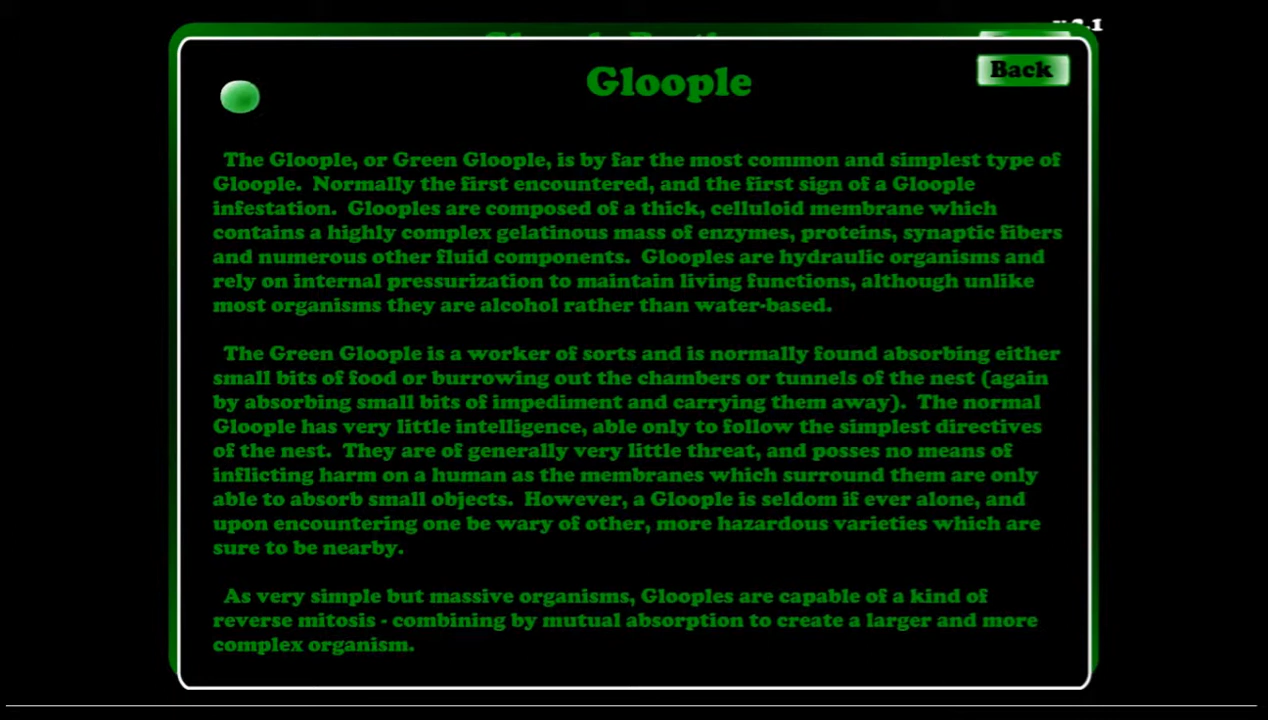 Gloople
Back
The Gloople, or Green Gloople, is by far the most common and simplest type of
Gloople. Normally the first encountered, and the first sign of a Gloople
infestation. Glooples are composed of a thick, celluloid membrane which
contains a highly complex gelatinous mass of enzymes, proteins, synaptic fibers
and numerous other fluid components. Glooples are hydraulic organisms and
rely on internal pressurization to maintain living functions, although unlike
most organisms they are alcohol rather than water-based.
The Green Gloople is a worker of sorts and is normally found absorbing either
small bits of food or burrowing out the chambers or tunnels of the nest (again
by absorbing small bits of impediment and carrying them away). The normal
Gloople has very little intelligence, able only to follow the simplest directives
of the nest. They are of generally very little threat, and posses no means of
inflicting harm on a human as the membranes which surround them are only
able to absorb small objects. However, a Gloople is seldom if ever alone, and
upon encountering one be wary of other, more hazardous varieties which are
sure to be nearby.
As very simple but massive organisms, Glooples are capable of a kind of
reverse mitosis - combining by mutual absorption to create a larger and more
complex organism.